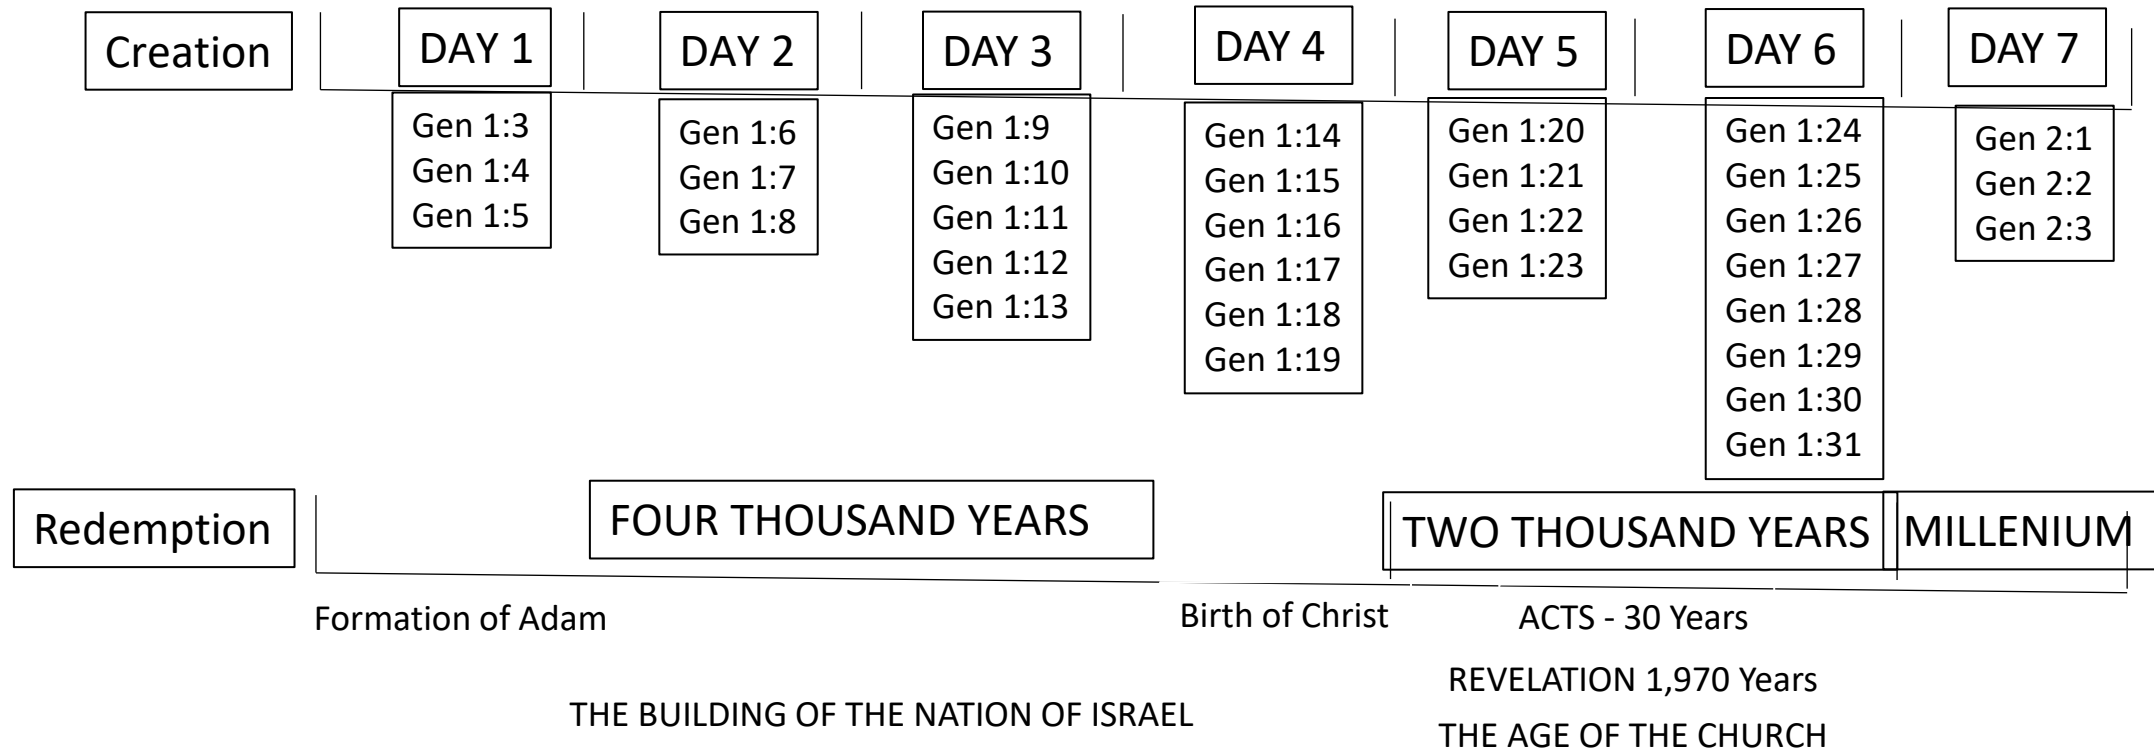 Creation
DAY 1
DAY 2
DAY 3
DAY 4
DAY 5
DAY 6
DAY 7
Gen 1:3
Gen 1:4
Gen 1:5
Gen 1:6
Gen 1:7
Gen 1:8
Gen 1:9
Gen 1:10
Gen 1:11
Gen 1:12
Gen 1:13
Gen 1:14
Gen 1:15
Gen 1:16
Gen 1:17
Gen 1:18
Gen 1:19
Gen 1:20
Gen 1:21
Gen 1:22
Gen 1:23
Gen 1:24
Gen 1:25
Gen 1:26
Gen 1:27
Gen 1:28
Gen 1:29
Gen 1:30
Gen 1:31
Gen 2:1
Gen 2:2
Gen 2:3
Redemption
FOUR THOUSAND YEARS
TWO THOUSAND YEARS
MILLENIUM
Formation of Adam
Birth of Christ
ACTS - 30 Years
REVELATION 1,970 Years
THE BUILDING OF THE NATION OF ISRAEL
THE AGE OF THE CHURCH